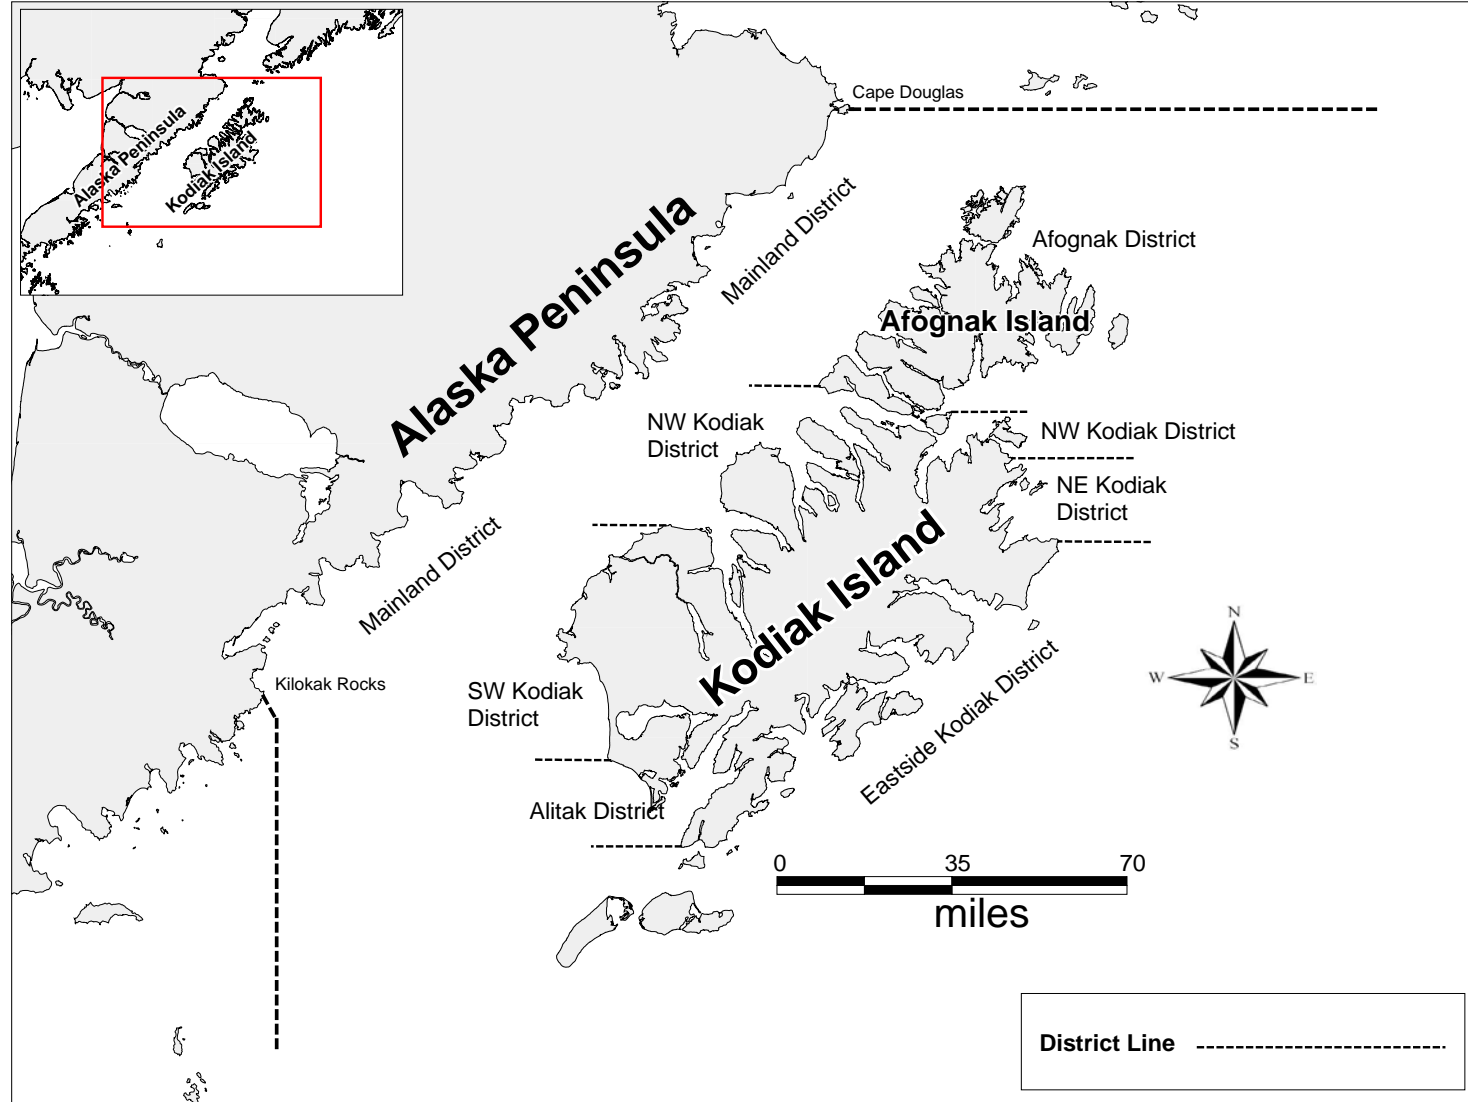 Alaska Peninsula
Kodiak Island
Cape Douglas
Mainland District
Afognak District
Alaska Peninsula
Afognak Island
NW Kodiak
District
NW Kodiak District
NE Kodiak
District
Mainland District
Kodiak Island
N
W
E
S
Kilokak Rocks
SW Kodiak
District
Eastside Kodiak District
Alitak District
0
35
70
miles
District Line